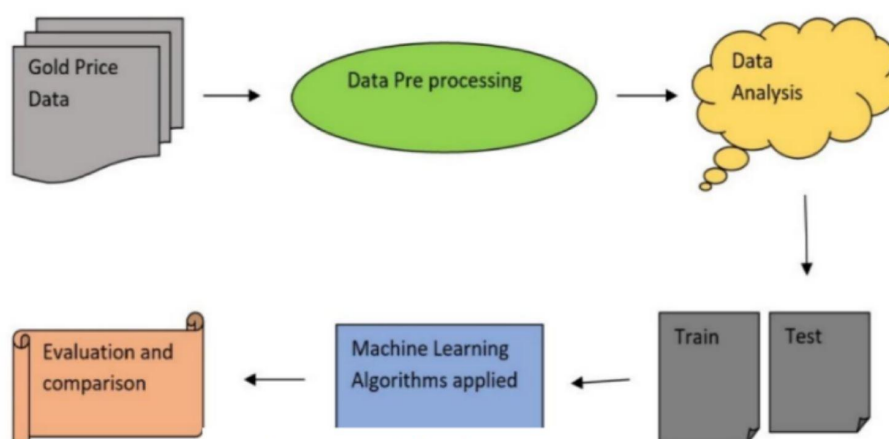 Gold Price
Data
Data Pre processing
Data
Analysis
Train
Test
Machine Learning
Algorithms applied
Evaluation and
comparison